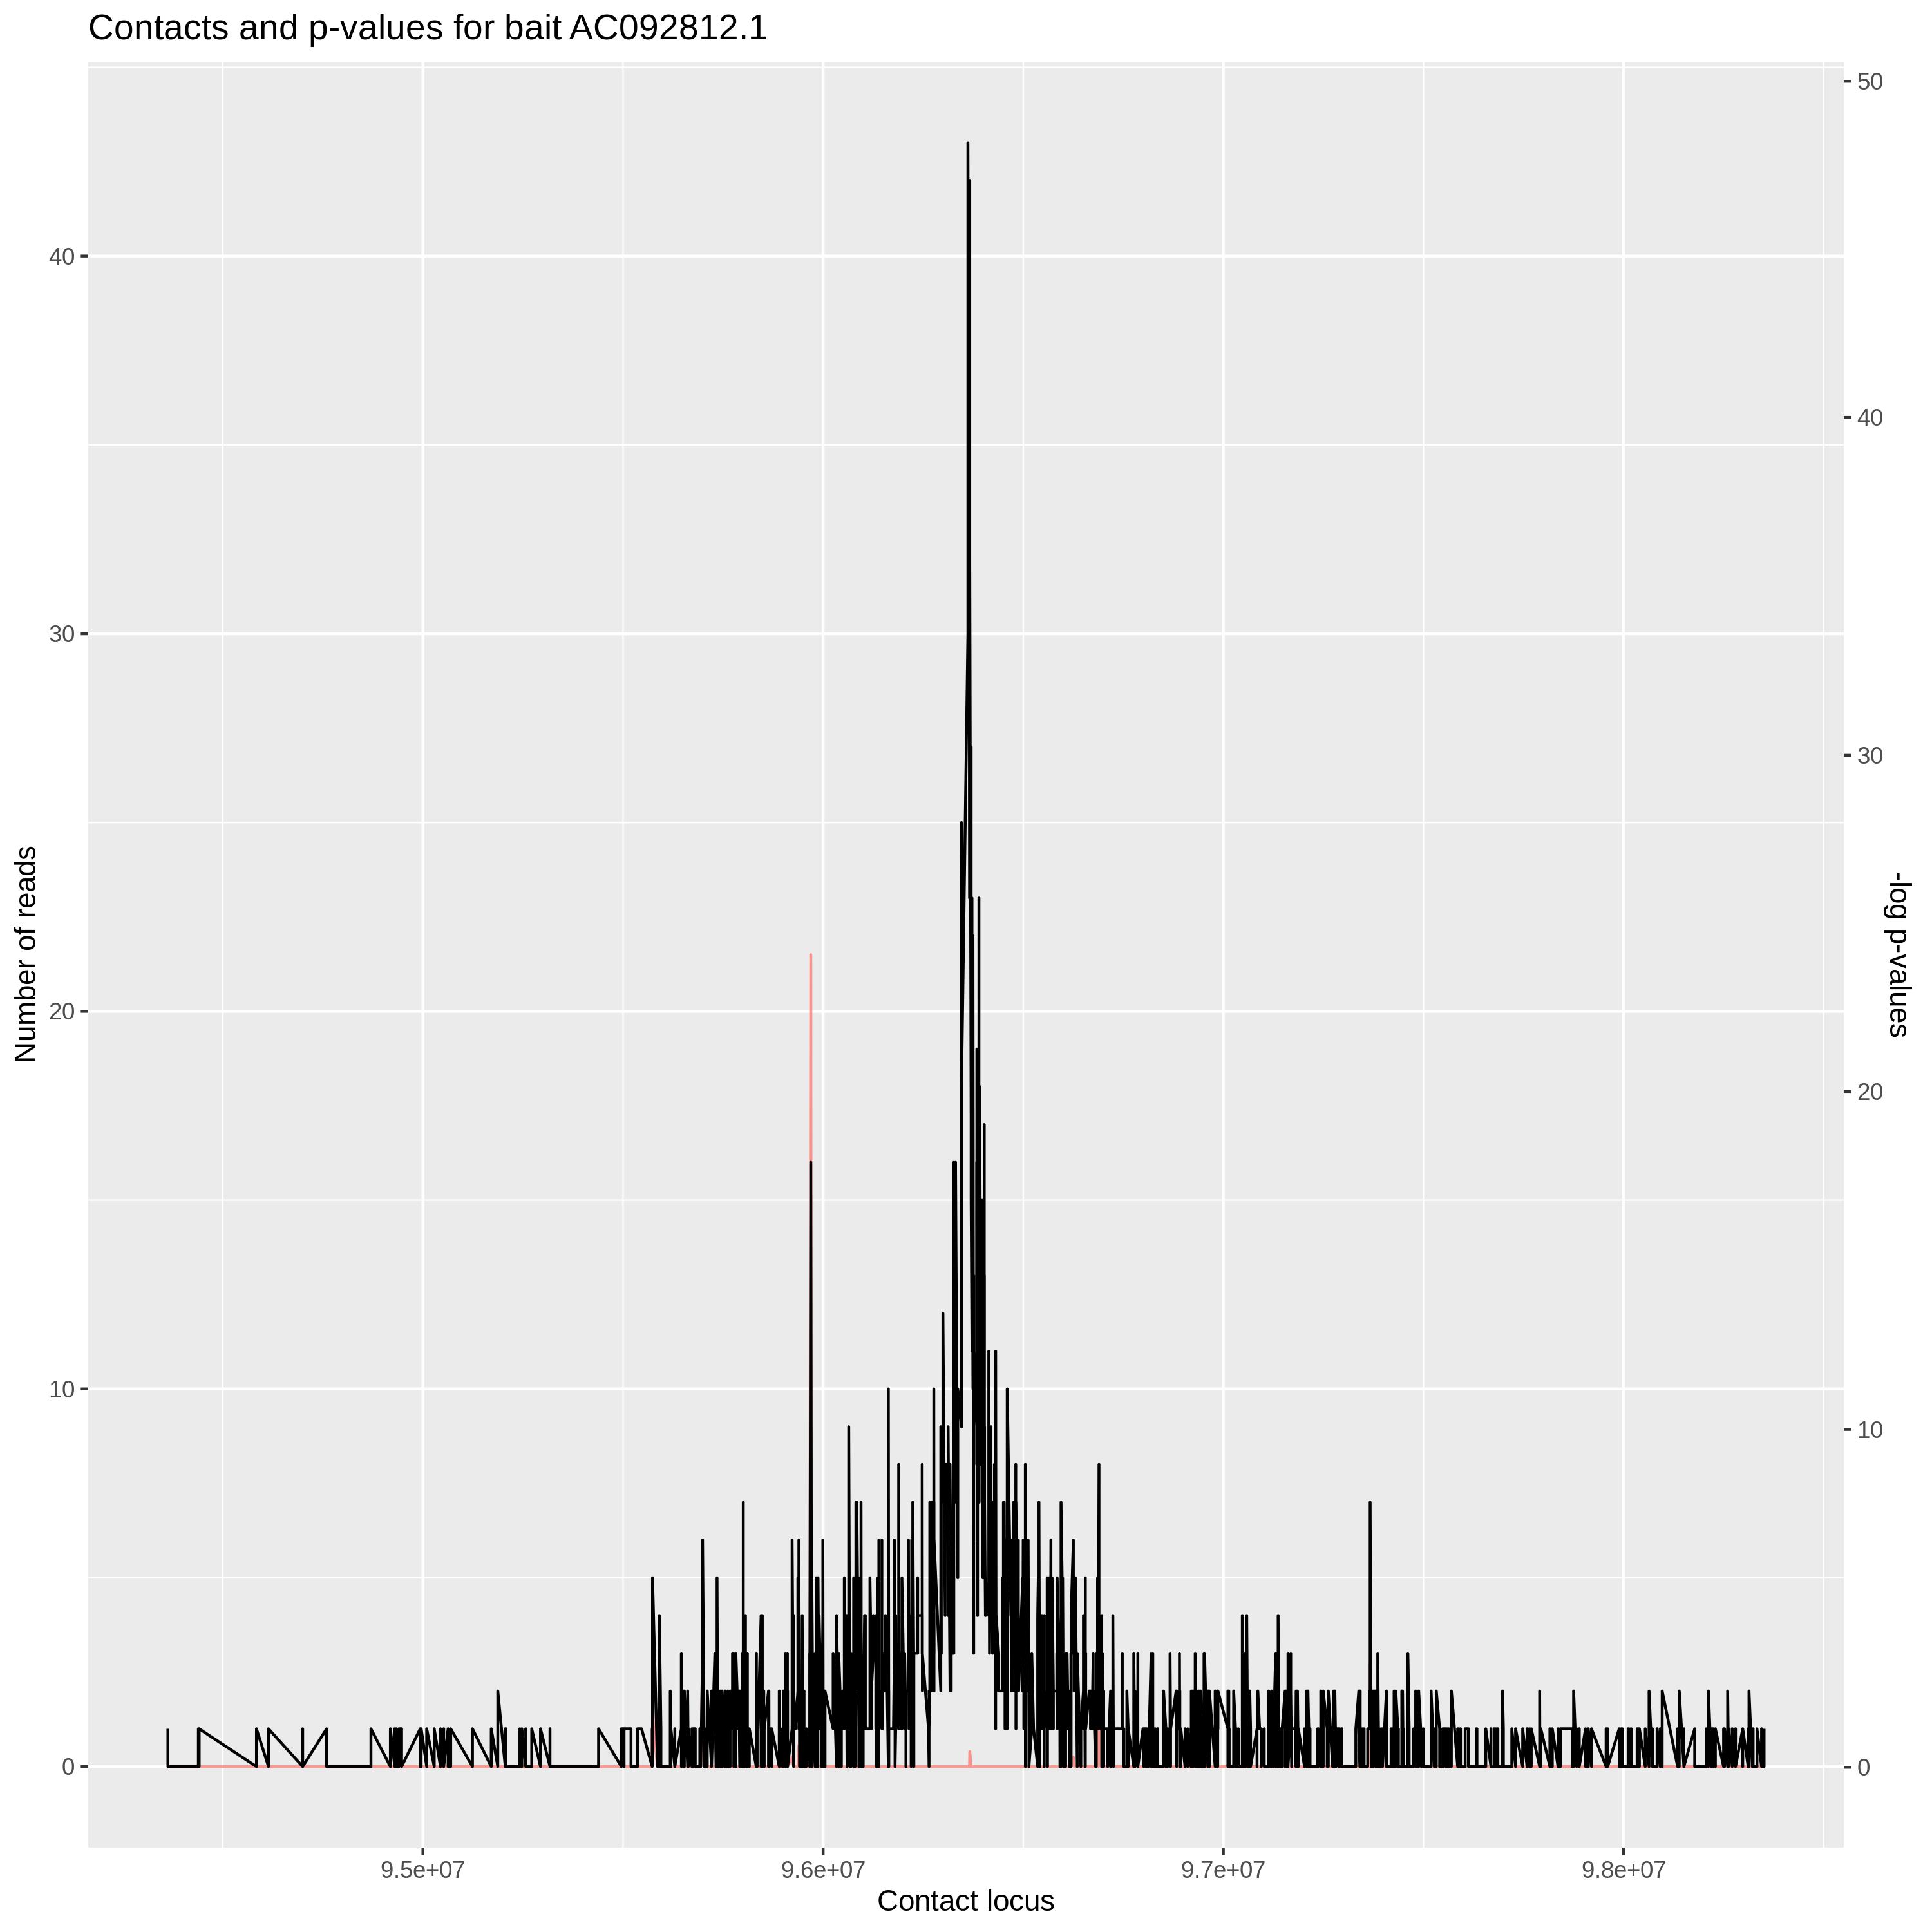 Contacts and p-values for bait AC092812.1
Number of reads
40
30
20
10
0
50
40
30
20
10
0
-log p-values
9.5e+07 9.6e+07 9.7e+07 9.8e+07
Contact locus